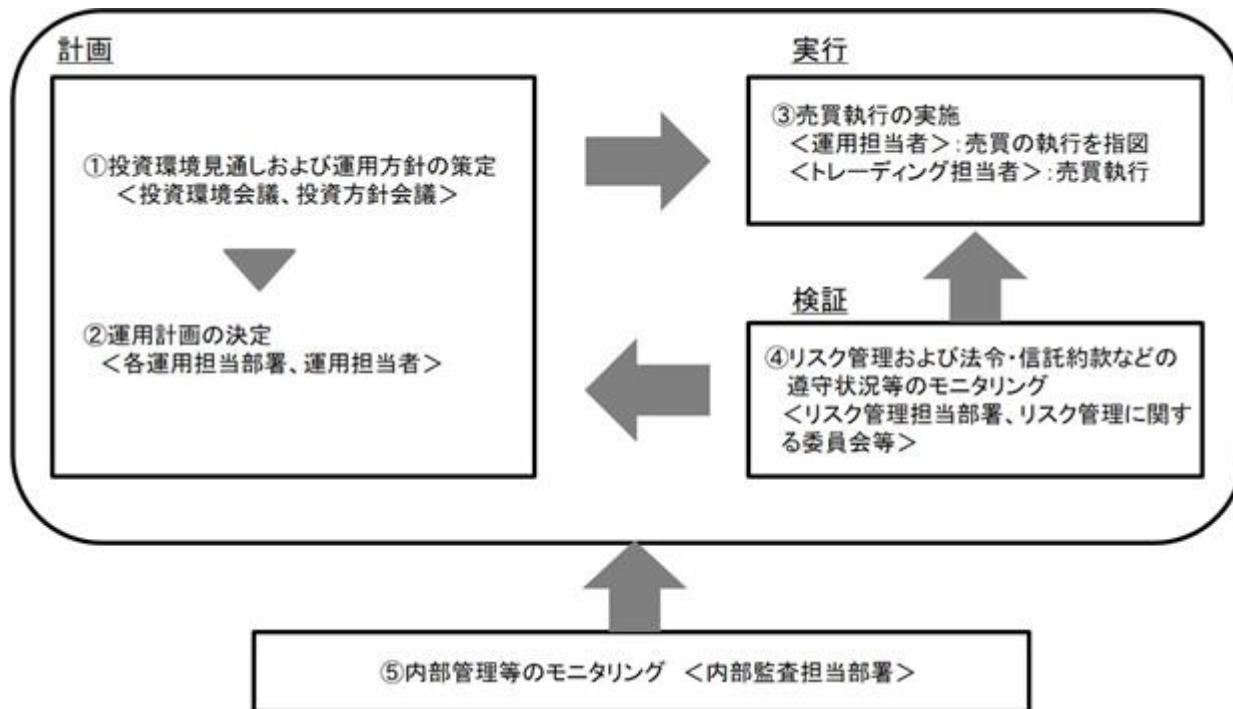 計画
①投資環境見通しおよび運用方針の策定
<投資環境会議、投資方針会議>
②運用計画の決定
<各運用担当部署、運用担当者>
実行
③売買執行の実施
<運用担当者>:売買の執行を指図
<トレーディング担当者>:売買執行
検証
④リスク管理および法令・信託約款などの
遵守状況等のモニタリング
<リスク管理担当部署、リスク管理に関す
る委員会等>
⑤内部管理等のモニタリング <内部監査担当部署>